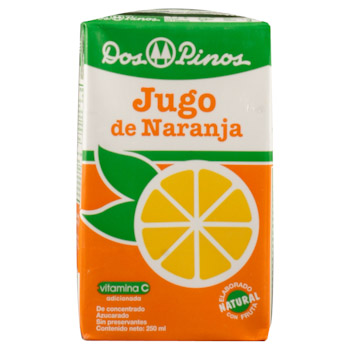 Dos Pinos
Jugo
de Naranja
vitamina C
adicionada
De concentrado
Azucarado
Sin preservantes
Contenido neto: 250 ml
ELABORADO
NATURAL
CON FRUTA